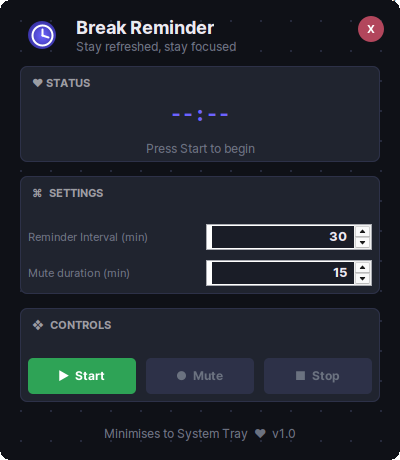 Break Reminder
X
Stay refreshed, stay focused
♥ STATUS
--:--
Press Start to begin
⌘ SETTINGS
Reminder Interval (min) 30
Mute duration (min) 15
❖ CONTROLS
▶ Start ● Mute ■ Stop
Minimises to System Tray ♥ v1.0